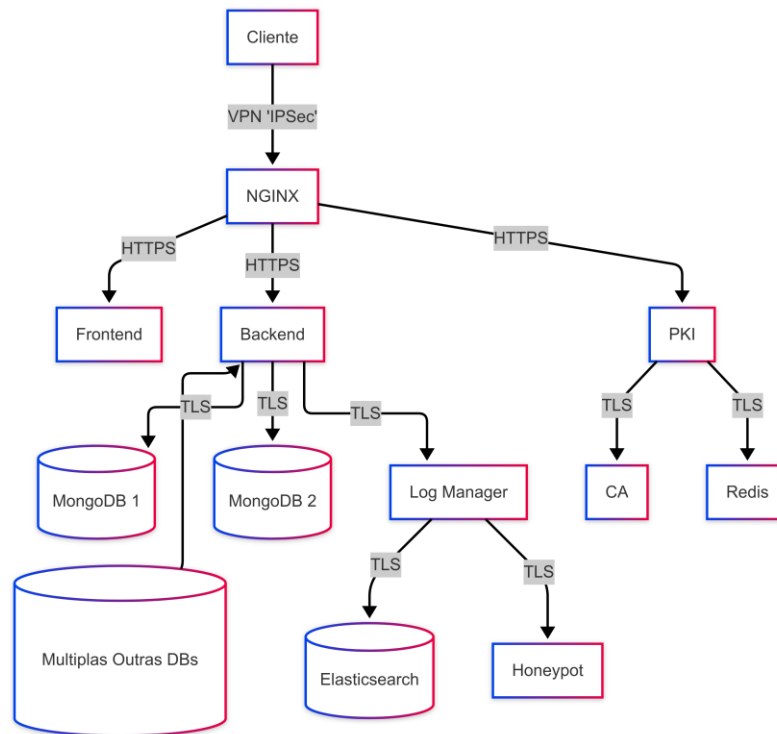 Cliente
VPN 'IPSec'
NGINX
HTTPS
HTTPS
HTTPS
Frontend
Backend
PKI
TLS
TLS
TLS
TLS
TLS
MongoDB 1
MongoDB 2
Log Manager
CA
Redis
TLS
TLS
Multiplas Outras DBs
Elasticsearch
Honeypot